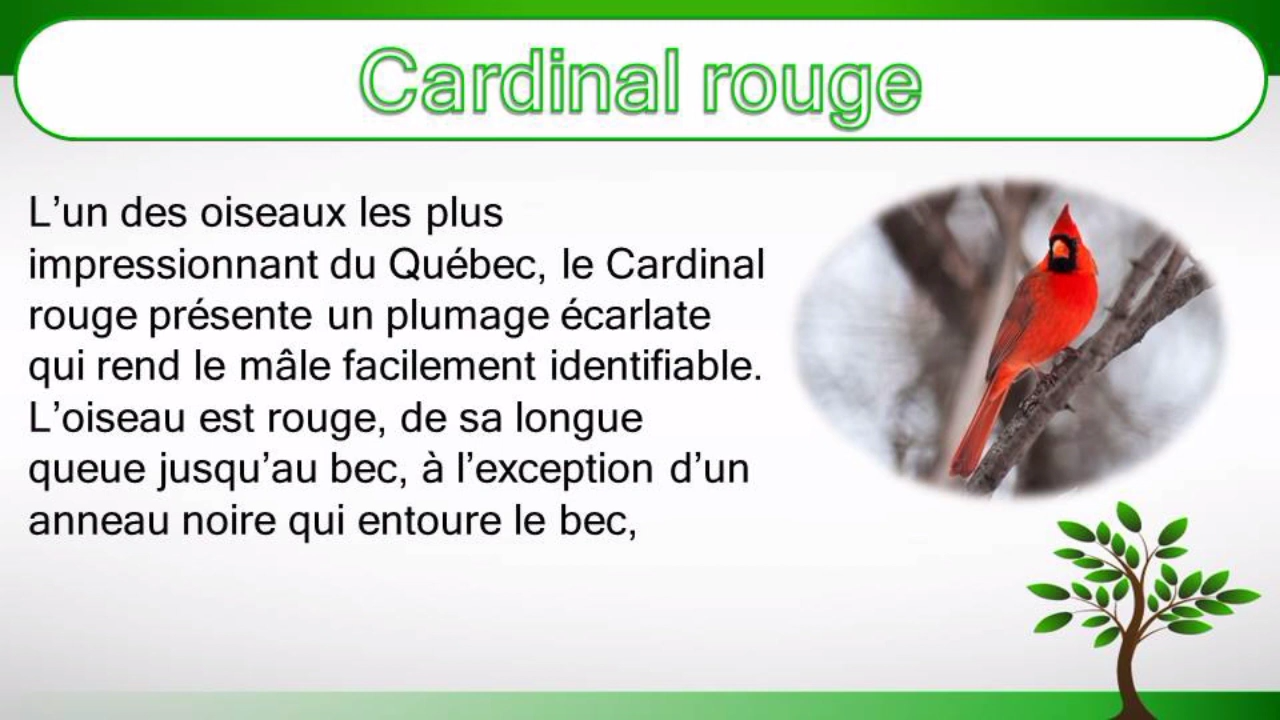 Cardinal rouge
L’un des oiseaux les plus
impressionnant du Québec, le Cardinal
rouge présente un plumage écarlate
qui rend le mâle facilement identifiable.
L’oiseau est rouge, de sa longue
queue jusqu’au bec, à l’exception d’un
anneau noire qui entoure le bec,